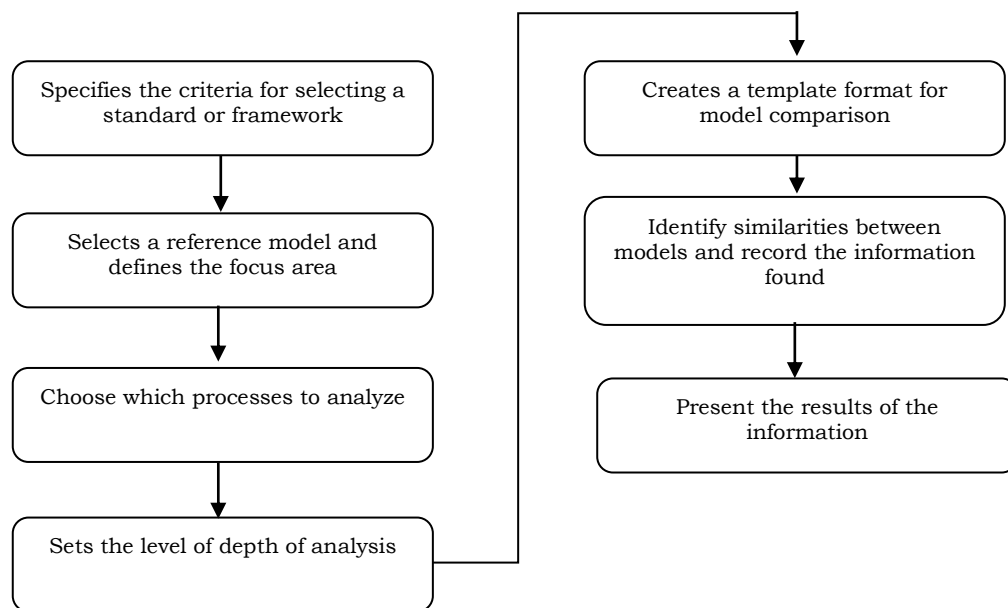 Specifies the criteria for selecting a
standard or framework
Selects a reference model and
defines the focus area
Choose which processes to analyze
Sets the level of depth of analysis
Creates a template format for
model comparison
Identify similarities between
models and record the information
found
Present the results of the
information